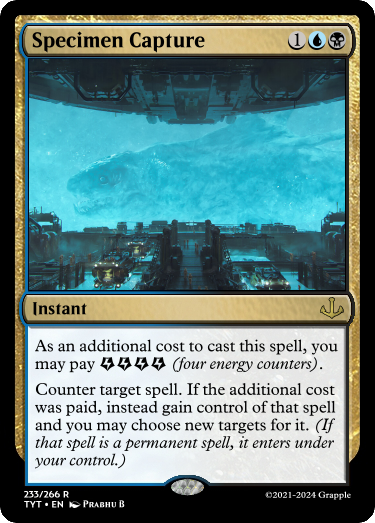 Specimen Capture 1
Instant
As an additional cost to cast this spell, you
may pay (four energy counters).
Counter target spell. If the additional cost
was paid, instead gain control of that spell
and you may choose new targets for it. (If
that spell is a permanent spell, it enters under
your control.)
233/266 R
TYT • EN Prabhu B
©2021-2024 Grapple